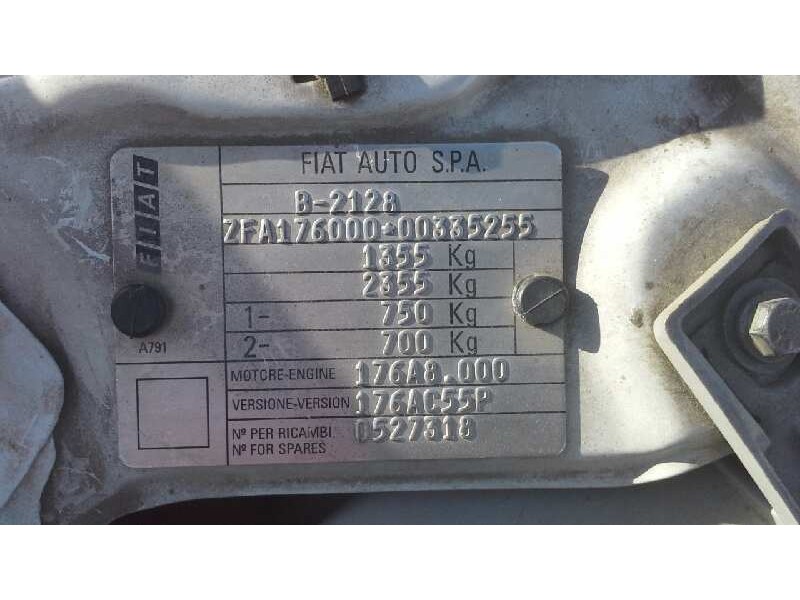 FIAT
FIAT AUTO S.P.A.
B-2128
ZFA176000*00335255
1355 Kg
2355 Kg
1- 750 Kg
2- 700 Kg
A791
MOTORE-ENGINE 176A8.000
VERSIONE-VERSION 176AC55P
Nº PER RICAMBI 0527318
Nº FOR SPARES